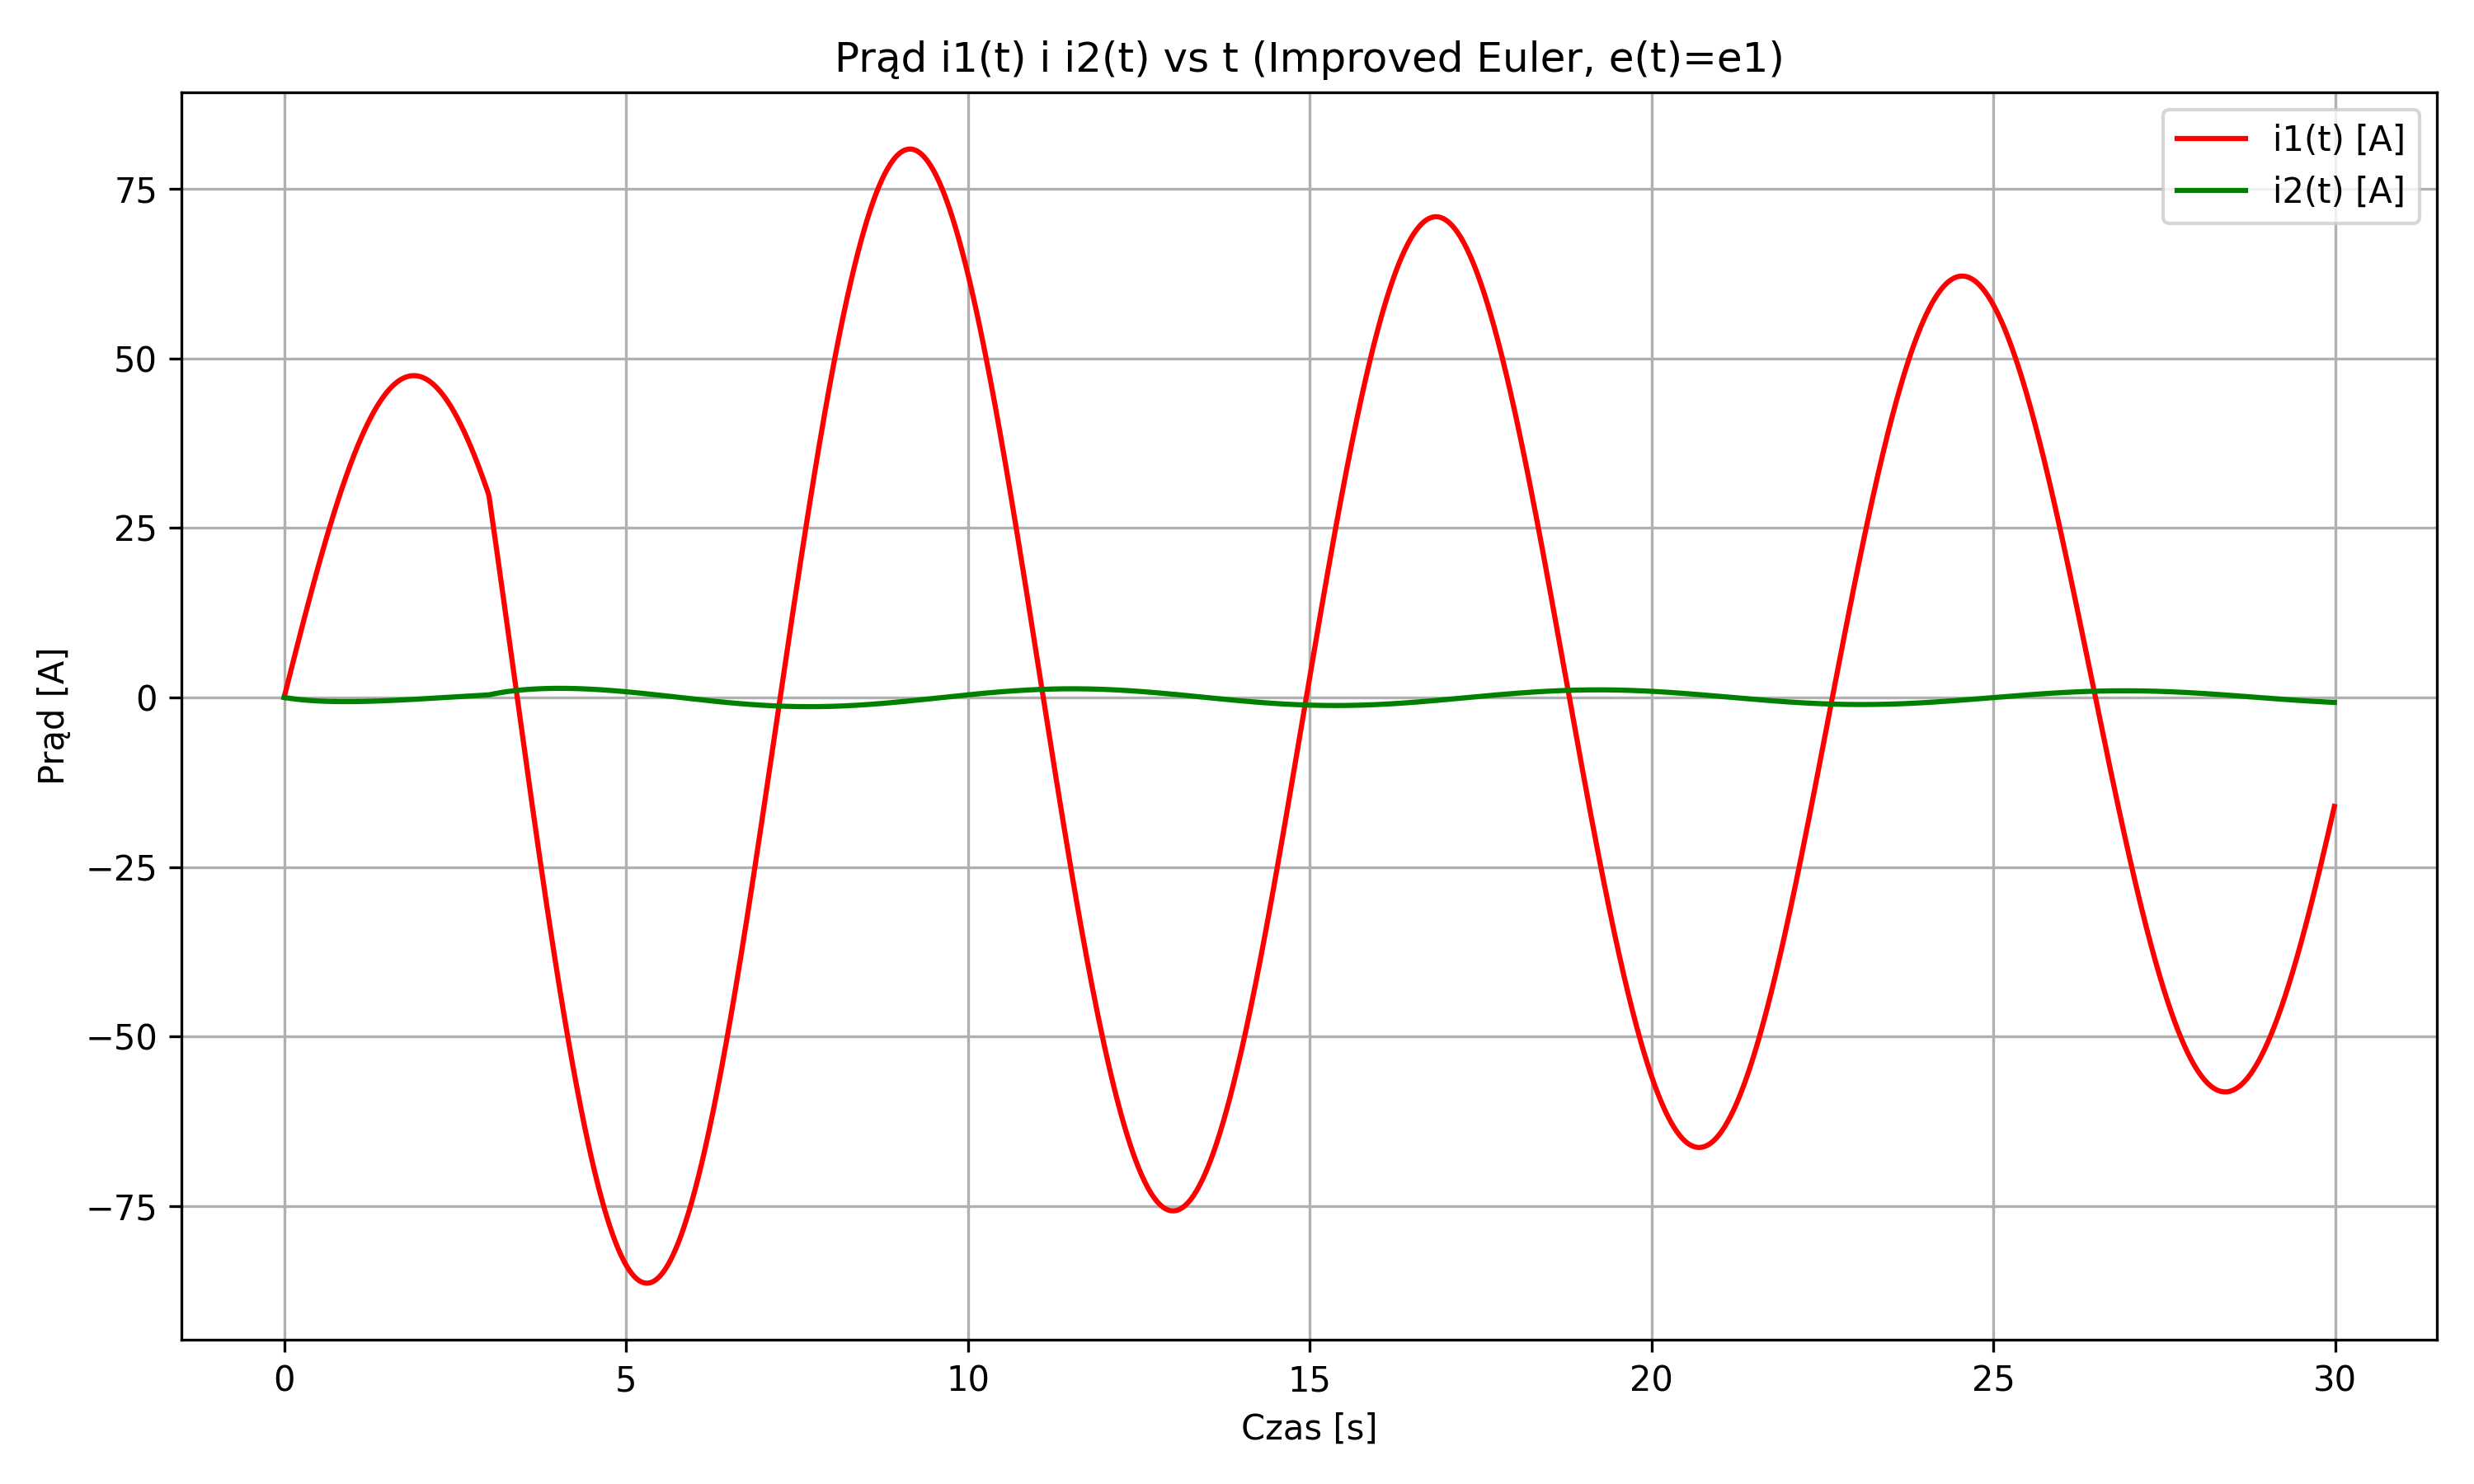 Prąd i1(t) i i2(t) vs t (Improved Euler, e(t)=e1)
i1(t) [A]
i2(t) [A]
Prąd [A]
75
50
25
0
−25
−50
−75
0 5 10 15 20 25 30
Czas [s]